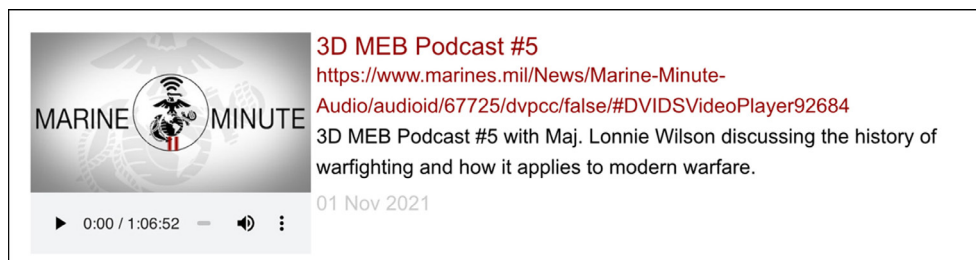 3D MEB Podcast #5
https://www.marines.mil/News/Marine-Minute-
Audio/audioid/67725/dvpcc/false/#DVIDSVideoPlayer92684
3D MEB Podcast #5 with Maj. Lonnie Wilson discussing the history of
warfighting and how it applies to modern warfare.
01 Nov 2021
MARINE MINUTE
0:00 / 1:06:52